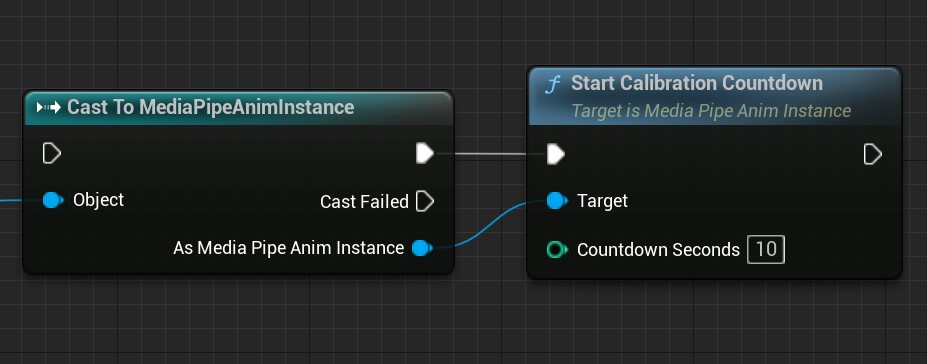 Cast To MediaPipeAnimInstance
Object
Cast Failed
As Media Pipe Anim Instance
f Start Calibration Countdown
Target is Media Pipe Anim Instance
Target
Countdown Seconds 10